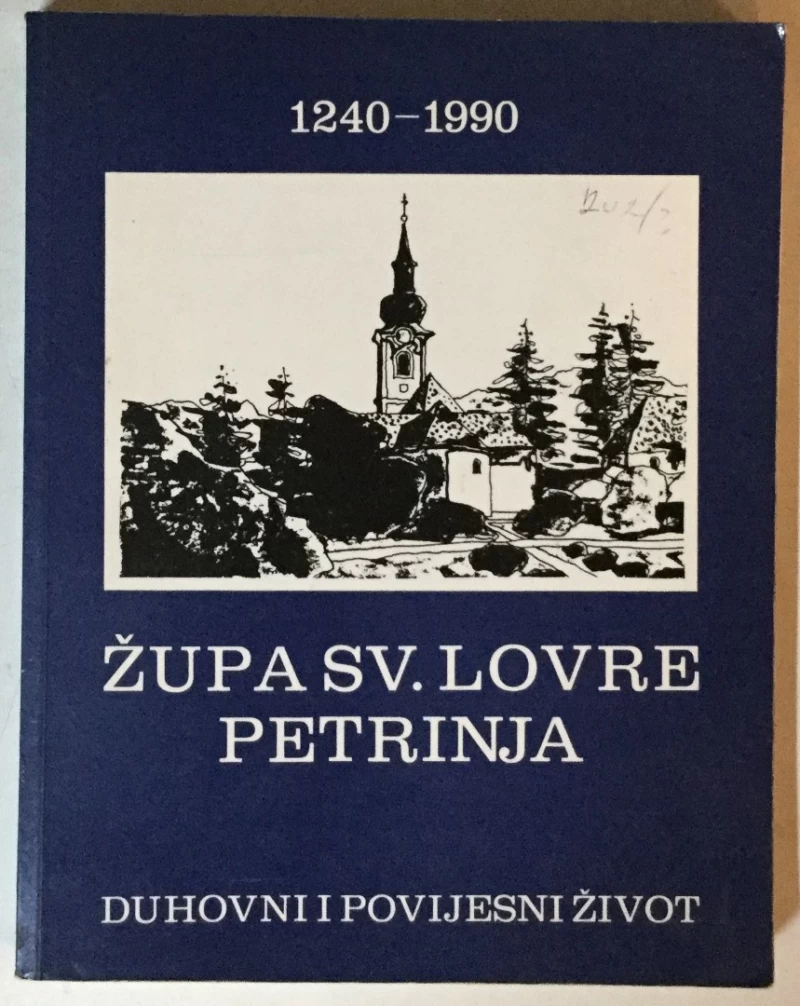 1240–1990
ŽUPA SV. LOVRE
PETRINJA
DUHOVNI I POVIJESNI ŽIVOT